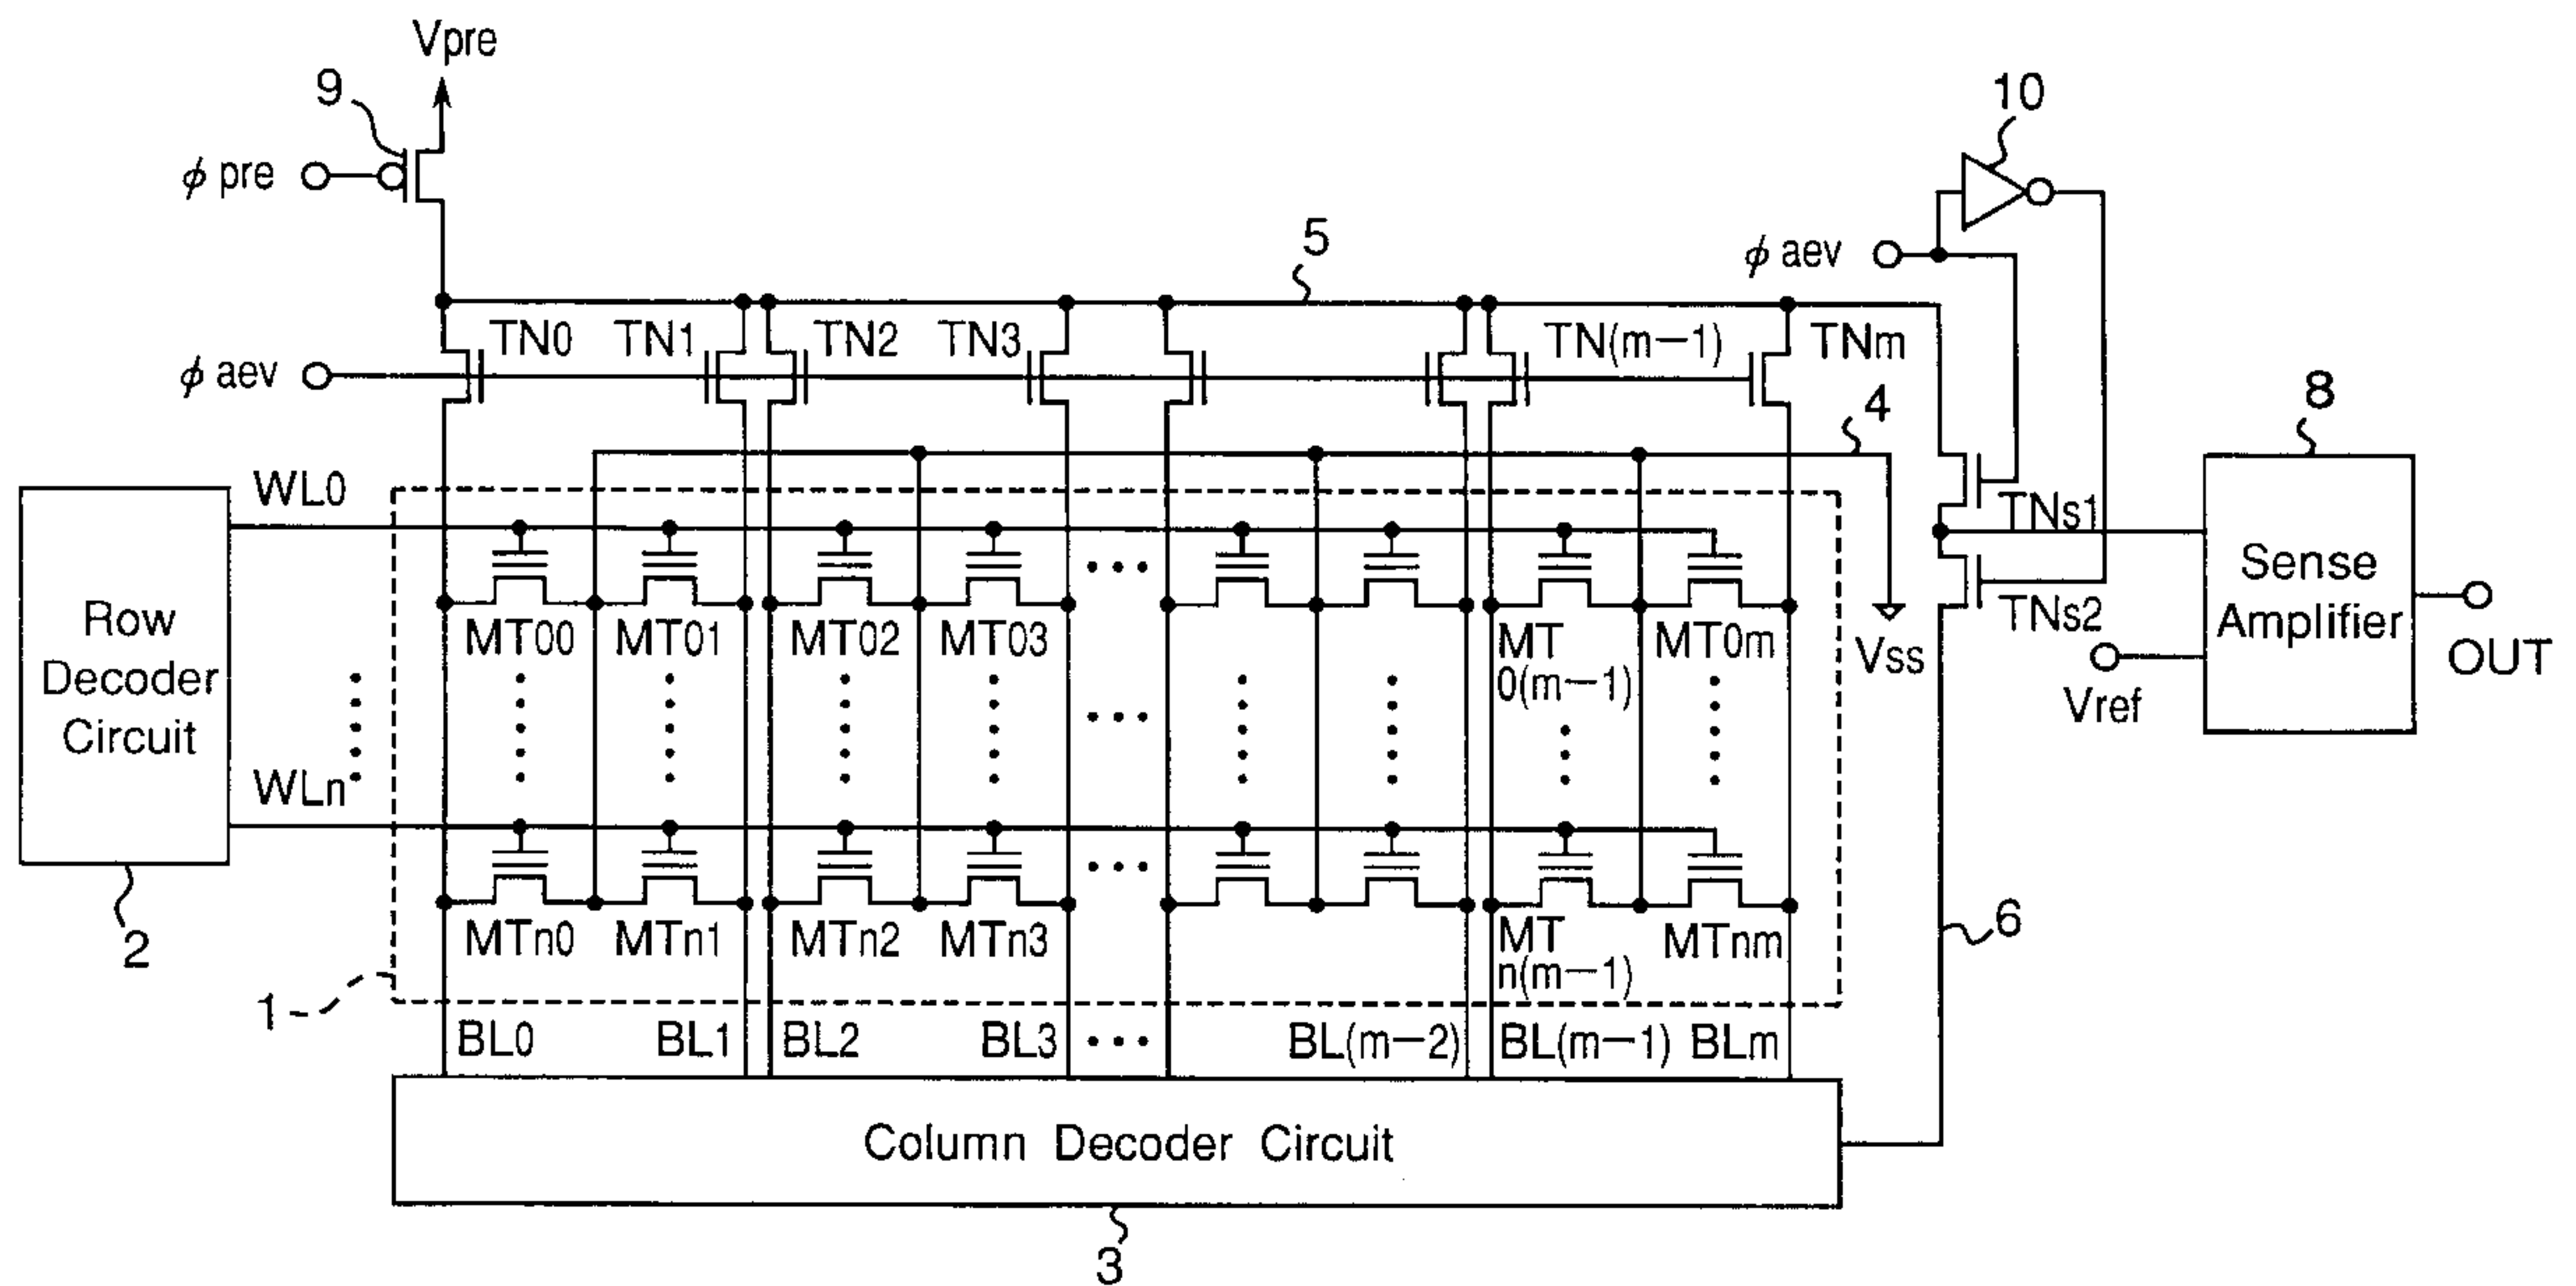 Vpre
9
10
φ pre
5
φ aev
TN0 TN1 TN2 TN3 TN(m−1) TNm
φ aev
4
8
WL0
TNs1
Row
Decoder
Circuit
Sense
Amplifier
MT00 MT01 MT02 MT03 MT
0(m−1) MT0m
Vss
TNs2
OUT
Vref
WLn
2
MTn0 MTn1 MTn2 MTn3 MT
n(m−1) MTnm
6
1
BL0 BL1 BL2 BL3 BL(m−2) BL(m−1) BLm
Column Decoder Circuit
3